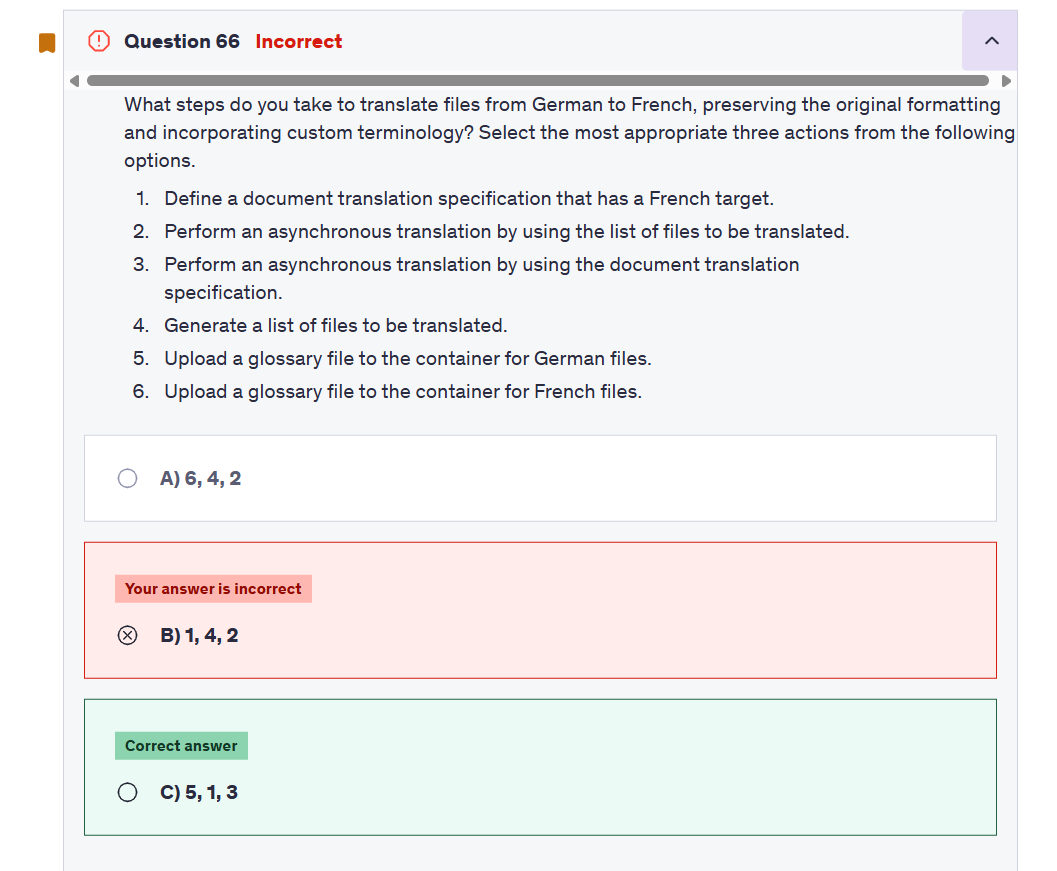 Question 66 Incorrect
What steps do you take to translate files from German to French, preserving the original formatting
and incorporating custom terminology? Select the most appropriate three actions from the following
options.
1. Define a document translation specification that has a French target.
2. Perform an asynchronous translation by using the list of files to be translated.
3. Perform an asynchronous translation by using the document translation
specification.
4. Generate a list of files to be translated.
5. Upload a glossary file to the container for German files.
6. Upload a glossary file to the container for French files.
A) 6, 4, 2
Your answer is incorrect
B) 1, 4, 2
Correct answer
C) 5, 1, 3